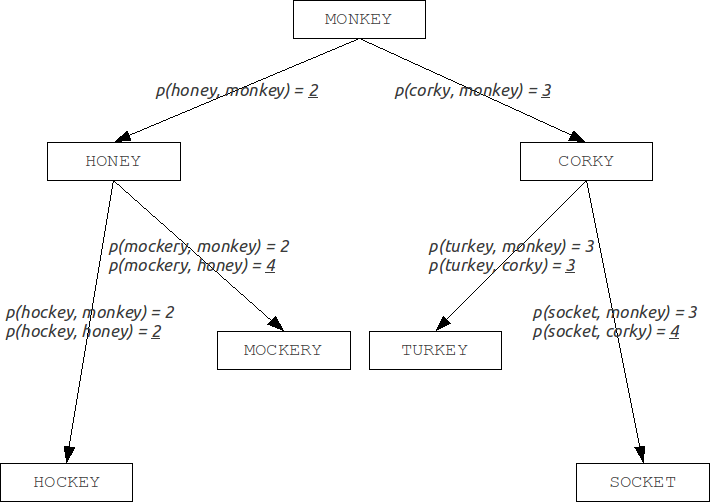 MONKEY
p(honey, monkey) = 2
p(corky, monkey) = 3
HONEY
CORKY
p(mockery, monkey) = 2
p(mockery, honey) = 4
p(turkey, monkey) = 3
p(turkey, corky) = 3
p(hockey, monkey) = 2
p(hockey, honey) = 2
p(socket, monkey) = 3
p(socket, corky) = 4
MOCKERY
TURKEY
HOCKEY
SOCKET